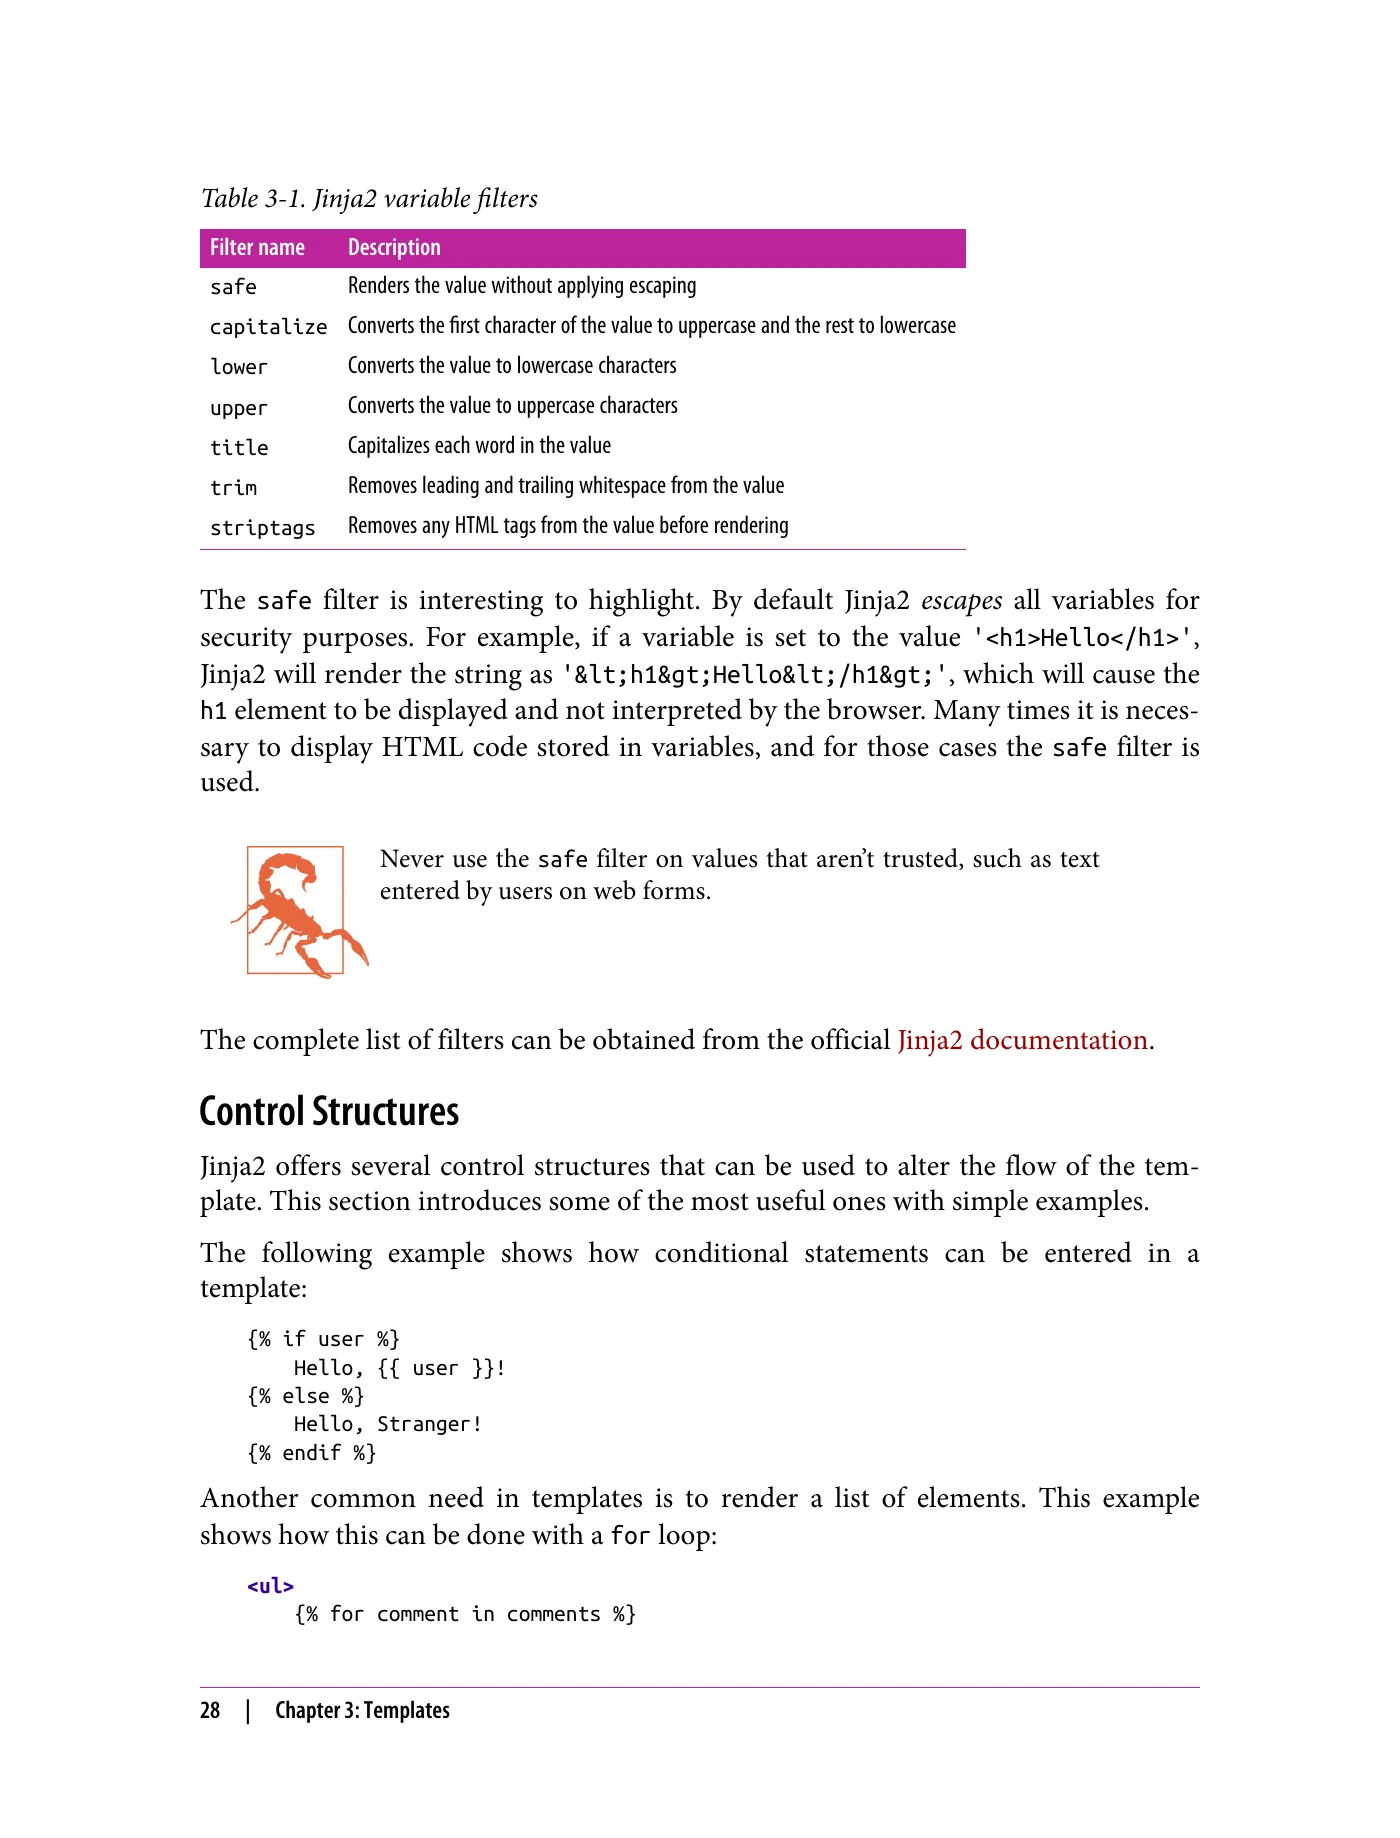 Table 3-1. Jinja2 variable filters
Filter name Description
safe Renders the value without applying escaping
capitalize Converts the first character of the value to uppercase and the rest to lowercase
lower Converts the value to lowercase characters
upper Converts the value to uppercase characters
title Capitalizes each word in the value
trim Removes leading and trailing whitespace from the value
striptags Removes any HTML tags from the value before rendering
The safe filter is interesting to highlight. By default Jinja2 escapes all variables for
security purposes. For example, if a variable is set to the value '<h1>Hello</h1>',
Jinja2 will render the string as '&lt;h1&gt;Hello&lt;/h1&gt;', which will cause the
h1 element to be displayed and not interpreted by the browser. Many times it is neces-
sary to display HTML code stored in variables, and for those cases the safe filter is
used.
Never use the safe filter on values that aren’t trusted, such as text
entered by users on web forms.
The complete list of filters can be obtained from the official Jinja2 documentation.
Control Structures
Jinja2 offers several control structures that can be used to alter the flow of the tem-
plate. This section introduces some of the most useful ones with simple examples.
The following example shows how conditional statements can be entered in a
template:
{% if user %}
    Hello, {{ user }}!
{% else %}
    Hello, Stranger!
{% endif %}
Another common need in templates is to render a list of elements. This example
shows how this can be done with a for loop:
<ul>
    {% for comment in comments %}
28 | Chapter 3: Templates